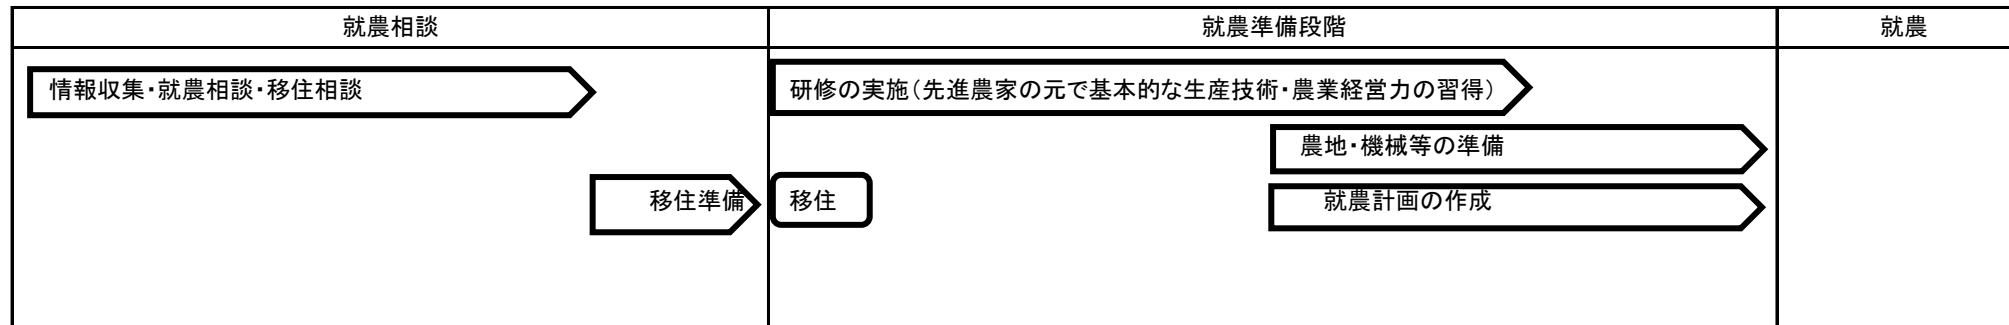 就農相談
就農準備段階
就農
情報収集・就農相談・移住相談
研修の実施（先進農家の元で基本的な生産技術・農業経営力の習得）
農地・機械等の準備
移住準備
移住
就農計画の作成